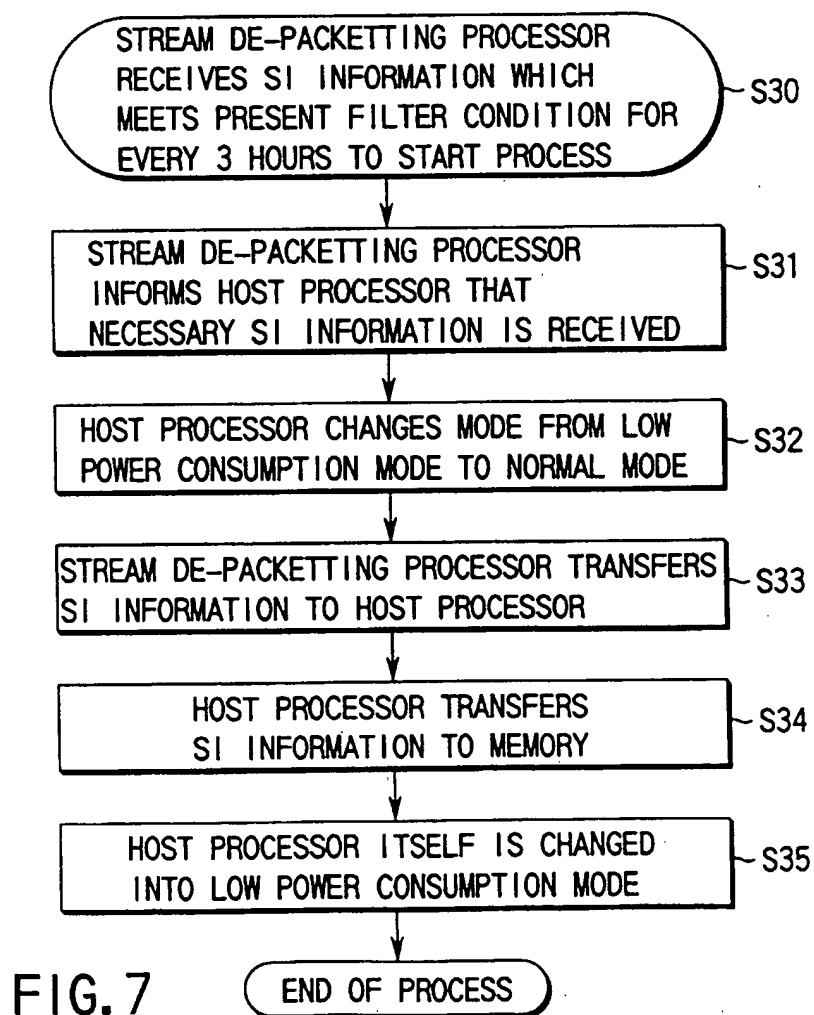 STREAM DE-PACKETTING PROCESSOR
RECEIVES SI INFORMATION WHICH
MEETS PRESENT FILTER CONDITION FOR
EVERY 3 HOURS TO START PROCESS
S30
STREAM DE-PACKETTING PROCESSOR
INFORMS HOST PROCESSOR THAT
NECESSARY SI INFORMATION IS RECEIVED
S31
HOST PROCESSOR CHANGES MODE FROM LOW
POWER CONSUMPTION MODE TO NORMAL MODE
S32
STREAM DE-PACKETTING PROCESSOR TRANSFERS
SI INFORMATION TO HOST PROCESSOR
S33
HOST PROCESSOR TRANSFERS
SI INFORMATION TO MEMORY
S34
HOST PROCESSOR ITSELF IS CHANGED
INTO LOW POWER CONSUMPTION MODE
S35
END OF PROCESS
FIG. 7